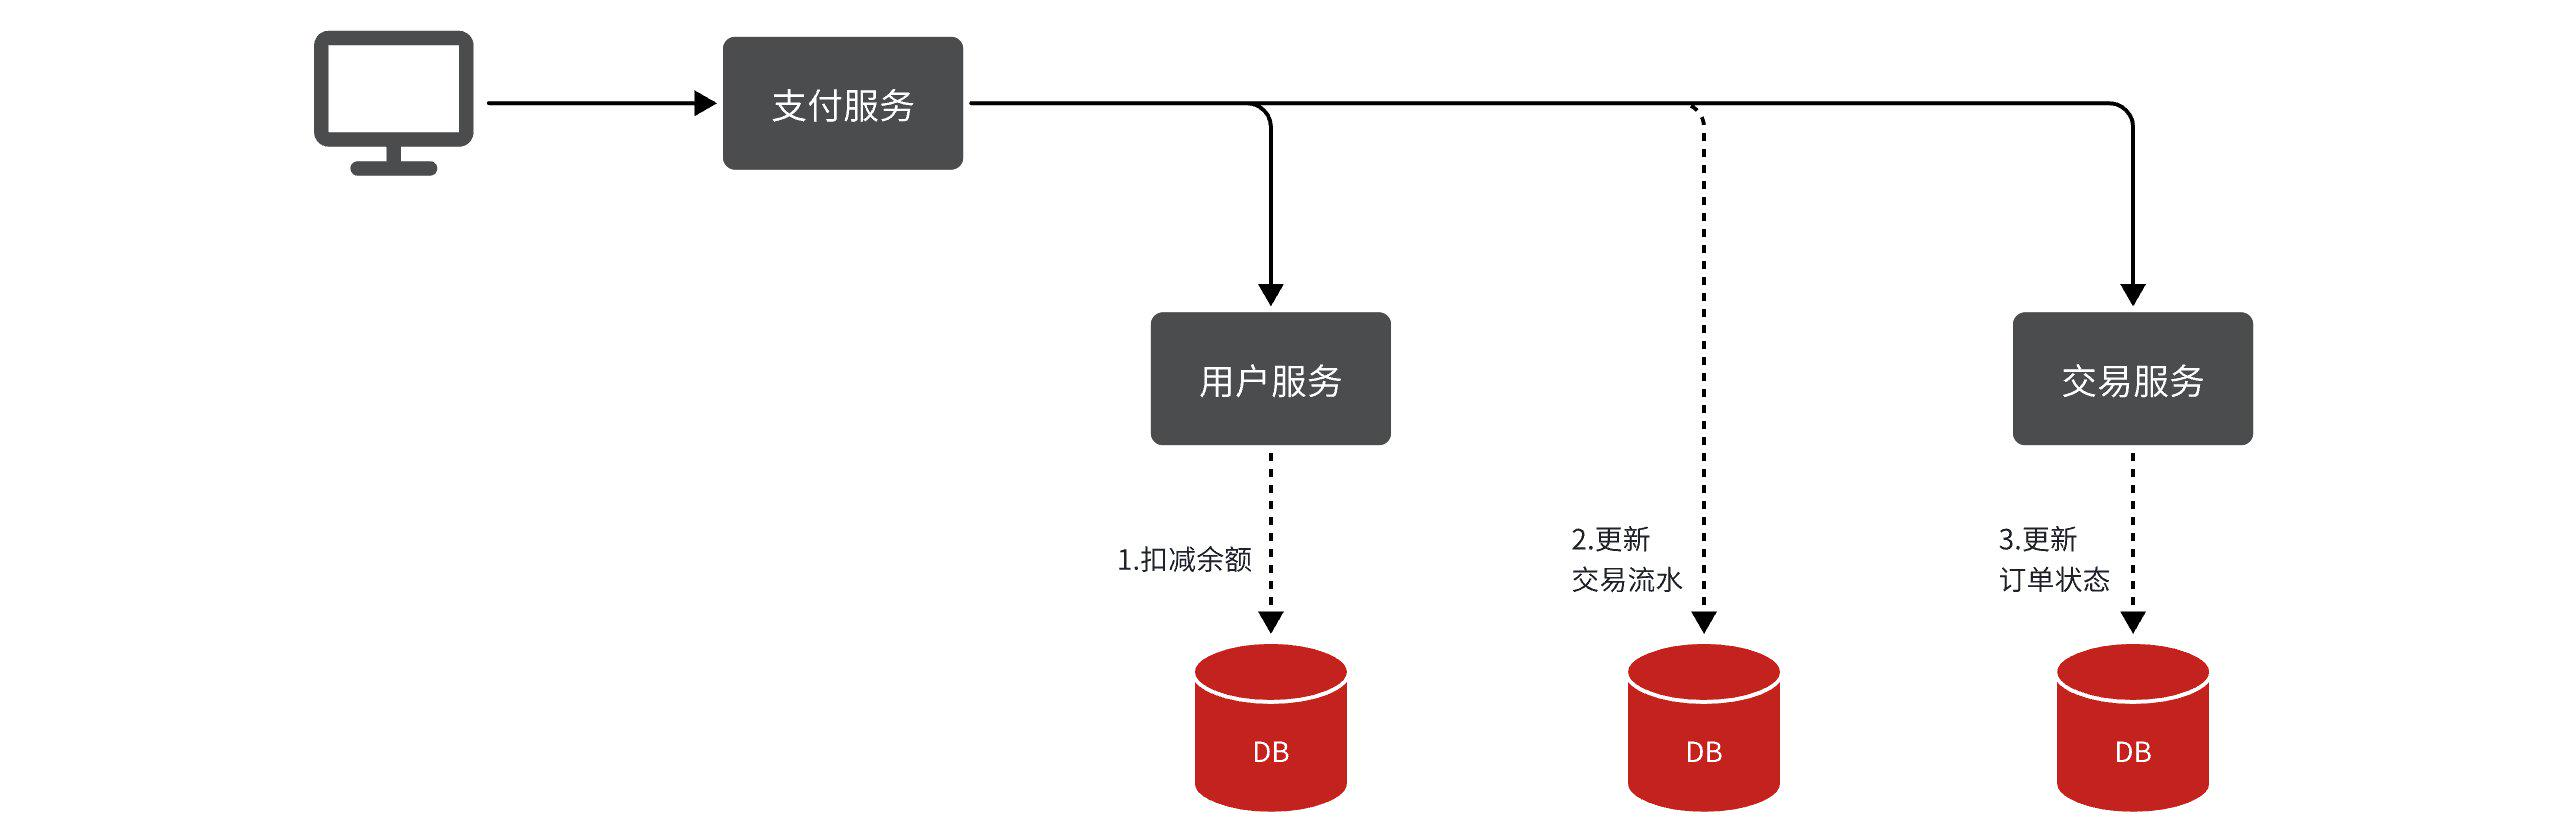 支付服务
用户服务
交易服务
1.扣减余额
2.更新
交易流水
3.更新
订单状态
DB
DB
DB